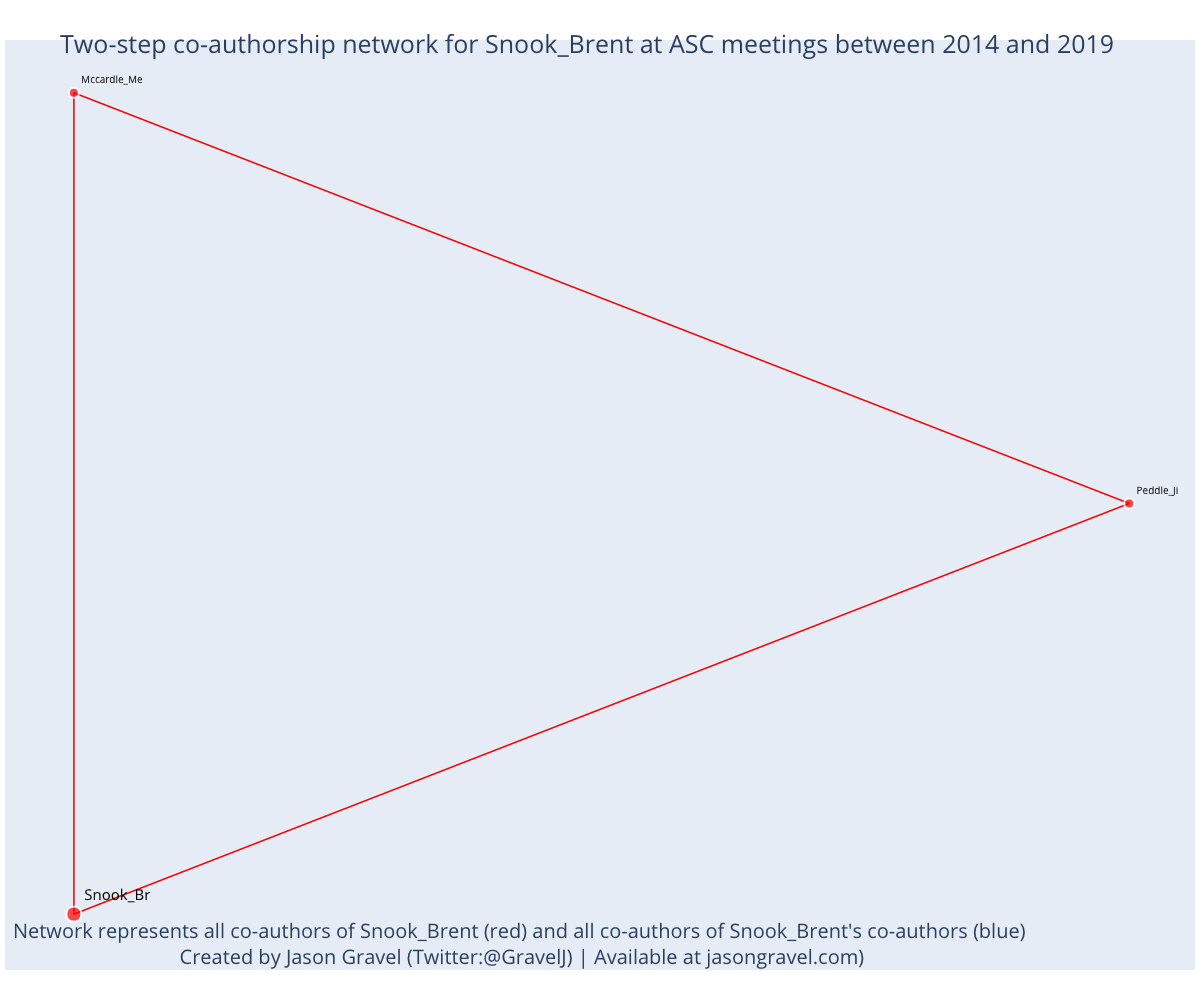 Two-step co-authorship network for Snook_Brent at ASC meetings between 2014 and 2019
Mccardle_Me
Peddle_Ji
Snook_Br
Network represents all co-authors of Snook_Brent (red) and all co-authors of Snook_Brent's co-authors (blue)
Created by Jason Gravel (Twitter:@GravelJ) | Available at jasongravel.com)